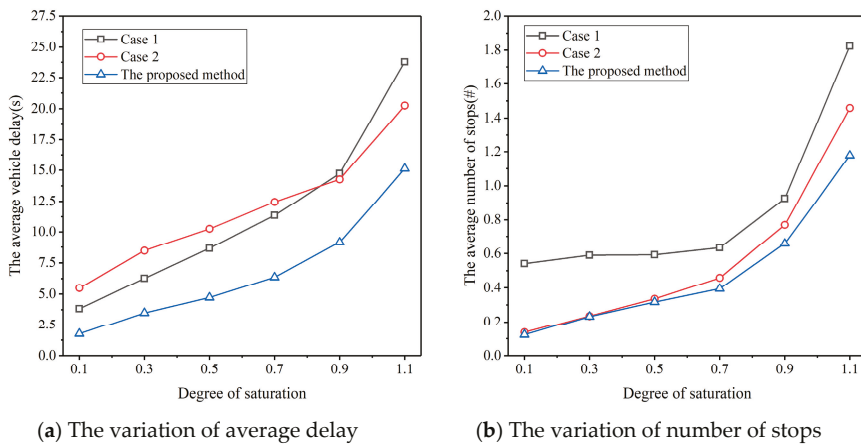 27.5
25.0
22.5
20.0
17.5
15.0
12.5
10.0
7.5
5.0
2.5
0.0
The average vehicle delay(s)
Case 1
Case 2
The proposed method
0.1 0.3 0.5 0.7 0.9 1.1
Degree of saturation
(a) The variation of average delay
2.0
1.8
1.6
1.4
1.2
1.0
0.8
0.6
0.4
0.2
0.0
The average number of stops(#)
Case 1
Case 2
The proposed method
0.1 0.3 0.5 0.7 0.9 1.1
Degree of saturation
(b) The variation of number of stops